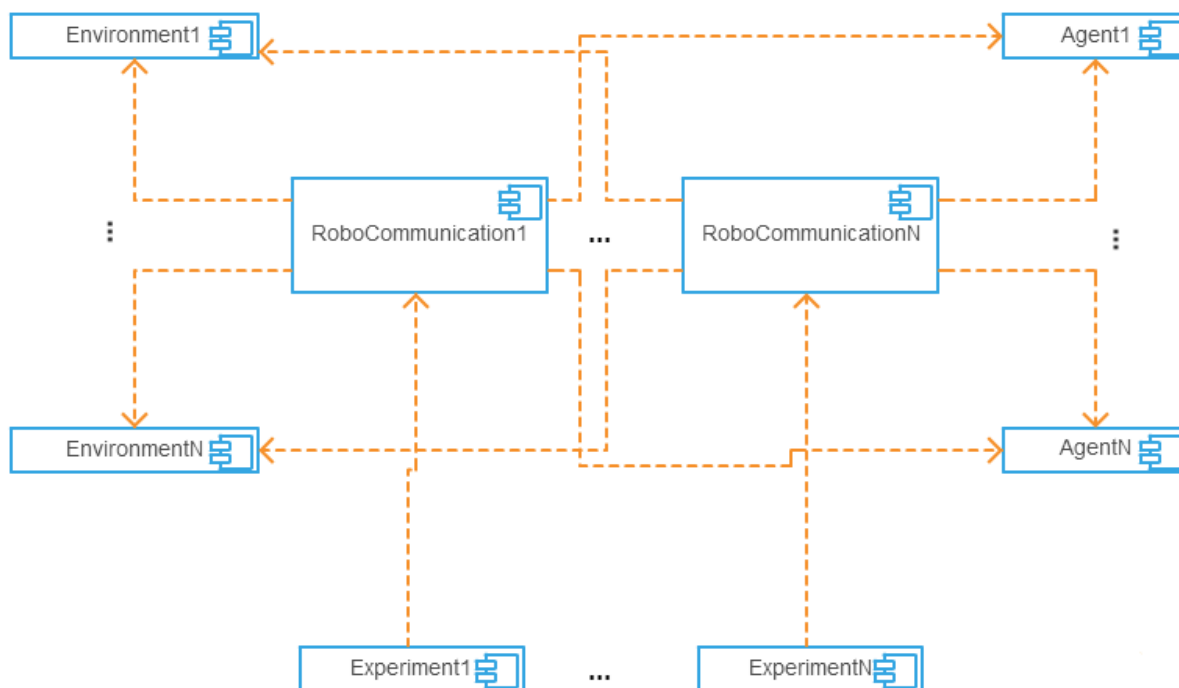 Environment1
Agent1
RoboCommunication1
...
RoboCommunicationN
...
...
EnvironmentN
AgentN
Experiment1
...
ExperimentN